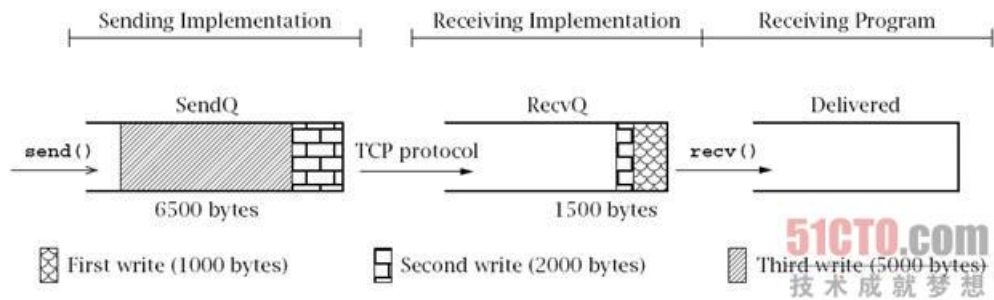 Sending Implementation Receiving Implementation Receiving Program
SendQ RecvQ Delivered
send() TCP protocol recv()
6500 bytes 1500 bytes
51CTO.com
First write (1000 bytes) Second write (2000 bytes) Third write (5000 bytes)
技术成就梦想